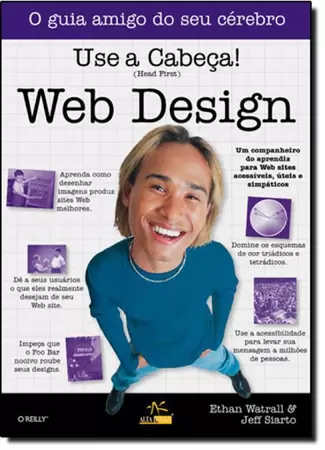 O guia amigo do seu cérebro
Use a Cabeça!
(Head First)
Web Design
Um companheiro
do aprendiz
para Web sites
acessíveis, úteis e
simpáticos
Aprenda como
desenhar
imagens produz
sites Web
melhores.
Domine os esquemas
de cor triádicos e
tetrádicos.
Dê a seus usuários
o que eles realmente
desejam de seu
Web site.
Use a acessibilidade
para levar sua
mensagem a milhões
de pessoas.
Impeça que
o Foo Bar
nocivo roube
seus designs.
O'REILLY®
ALTA
Ethan Watrall &
Jeff Siarto